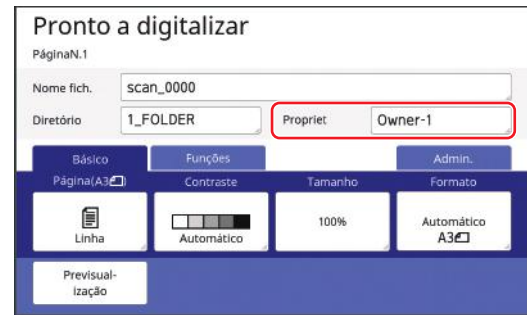 Pronto a digitalizar
PáginaN.1
Nome fich. scan_0000
Diretório 1_FOLDER Propriet Owner-1
Básico Funções Admin.
Página(A3) Contraste Tamanho Formato
Linha Automático 100% Automático
A3
Previsual-
ização